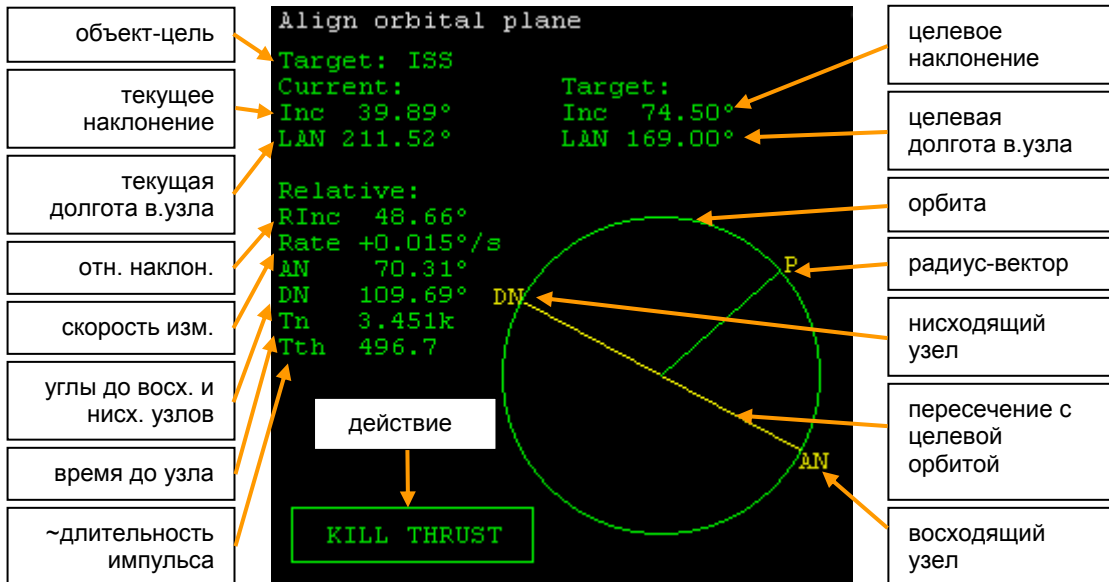 объект-цель
текущее
наклонение
текущая
долгота в.узла
отн. наклон.
скорость изм.
углы до восх. и
нисх. узлов
время до узла
~длительность
импульса
Align orbital plane
Target: ISS
Current:
Inc 39.89°
LAN 211.52°
Target:
Inc 74.50°
LAN 169.00°
Relative:
RInc 48.66°
Rate +0.015°/s
AN 70.31°
DN 109.69°
Tn 3.451k
Tth 496.7
P
DN
AN
действие
KILL THRUST
целевое
наклонение
целевая
долгота в.узла
орбита
радиус-вектор
нисходящий
узел
пересечение с
целевой
орбитой
восходящий
узел